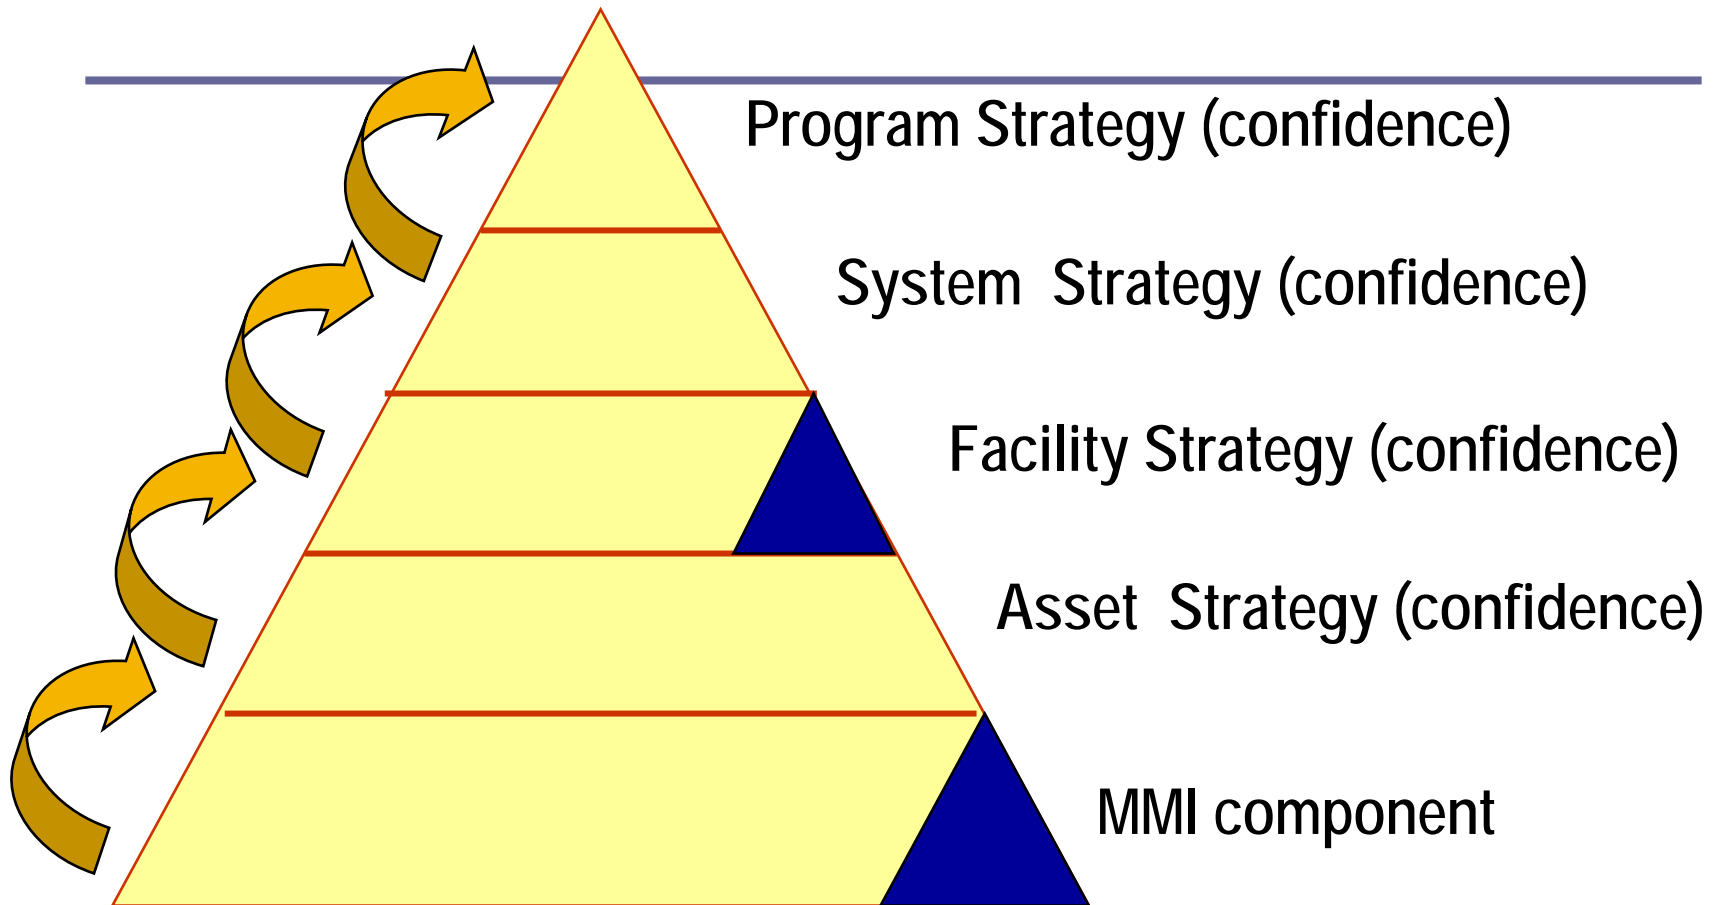 Program Strategy (confidence)
System Strategy (confidence)
Facility Strategy (confidence)
Asset Strategy (confidence)
MMI component